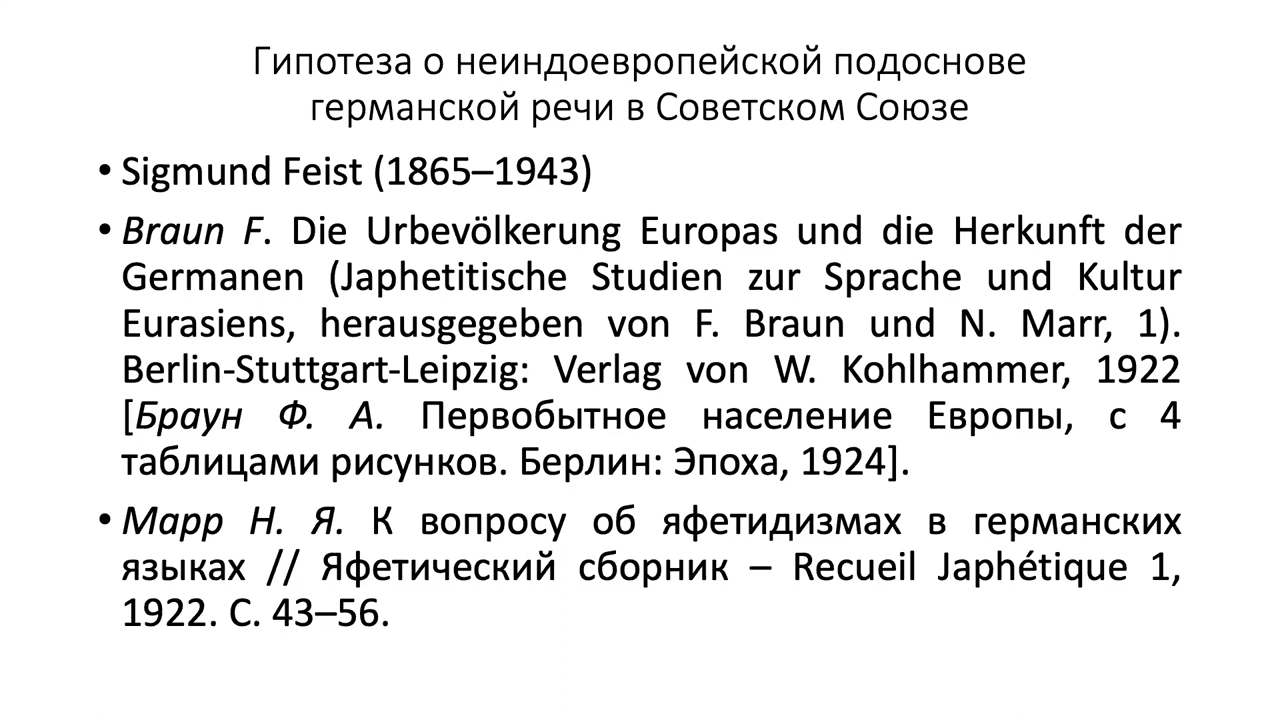 Гипотеза о неиндоевропейской подоснове
германской речи в Советском Союзе
• Sigmund Feist (1865–1943)
• Braun F. Die Urbevölkerung Europas und die Herkunft der
Germanen (Japhetitische Studien zur Sprache und Kultur
Eurasiens, herausgegeben von F. Braun und N. Marr, 1).
Berlin-Stuttgart-Leipzig: Verlag von W. Kohlhammer, 1922
[Браун Ф. А. Первобытное население Европы, с 4
таблицами рисунков. Берлин: Эпоха, 1924].
• Марр Н. Я. К вопросу об яфетидизмах в германских
языках // Яфетический сборник – Recueil Japhétique 1,
1922. С. 43–56.